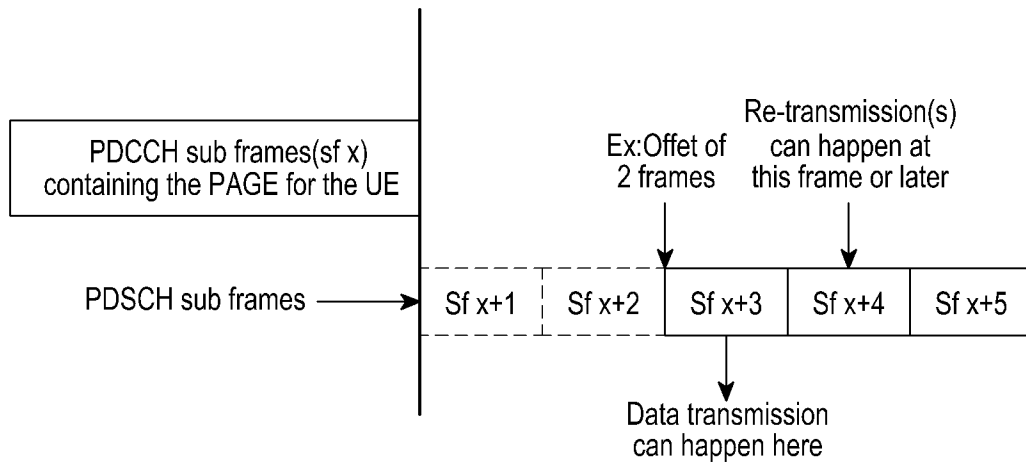 PDCCH sub frames(sf x)
containing the PAGE for the UE
Ex:Offet of
2 frames
Re-transmission(s)
can happen at
this frame or later
PDSCH sub frames
Sf x+1
Sf x+2
Sf x+3
Sf x+4
Sf x+5
Data transmission
can happen here